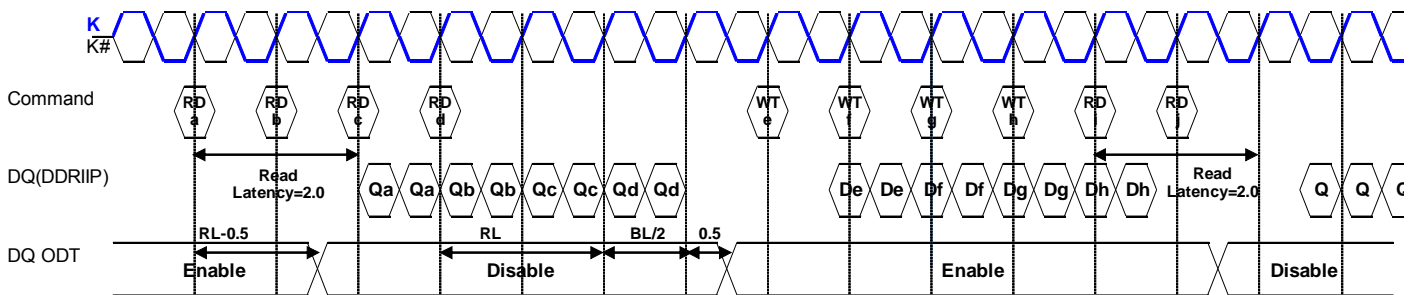 K
K#
Command
RD a
RD b
RD c
RD d
WT e
WT f
WT g
WT h
RD i
RD j
Read
Latency=2.0
Read
Latency=2.0
DQ(DDRIIP)
Qa Qa Qb Qb Qc Qc Qd Qd
De De Df Df Dg Dg Dh Dh
Q Q Q
DQ ODT
RL-0.5
RL
BL/2
0.5
Enable
Disable
Enable
Disable